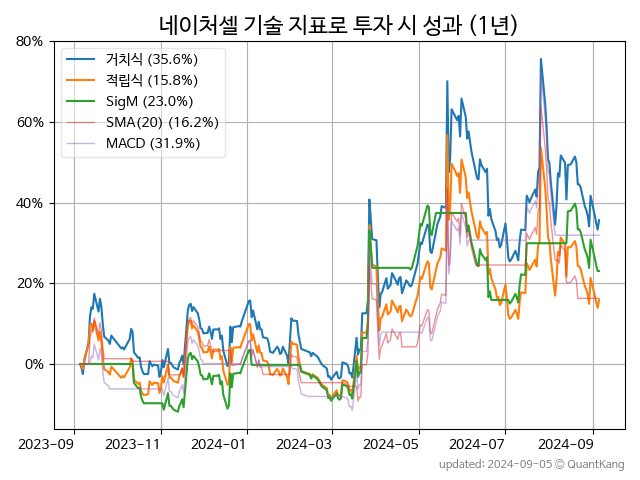 네이처셀 기술 지표로 투자 시 성과 (1년)
80%
60%
40%
20%
0%
거치식 (35.6%)
적립식 (15.8%)
SigM (23.0%)
SMA(20) (16.2%)
MACD (31.9%)
2023-09 2023-11 2024-01 2024-03 2024-05 2024-07 2024-09
updated: 2024-09-05 © QuantKang